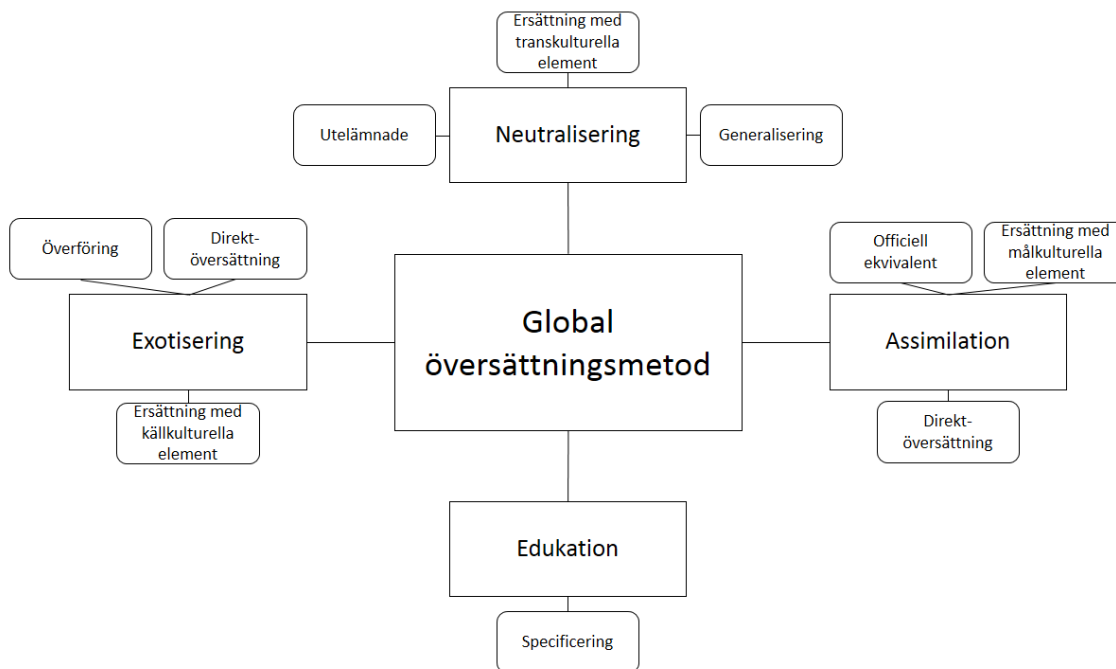 Ersättning med
transkulturella
element
Utelämnade
Neutralisering
Generalisering
Överföring
Direkt-
översättning
Officiell
ekvivalent
Ersättning med
målkulturella
element
Exotisering
Global
översättningsmetod
Assimilation
Ersättning med
källkulturella
element
Direkt-
översättning
Edukation
Specificering